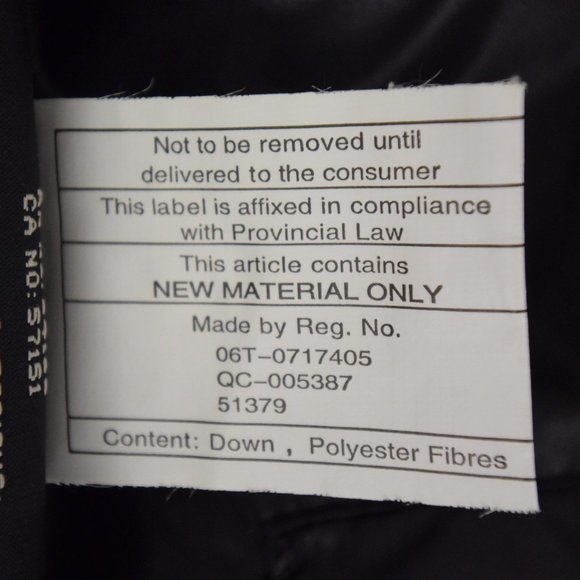 Not to be removed until
delivered to the consumer
This label is affixed in compliance
with Provincial Law
This article contains
NEW MATERIAL ONLY
Made by Reg. No.
06T-0717405
QC-005387
51379
Content: Down , Polyester Fibres
CA NO: 57151